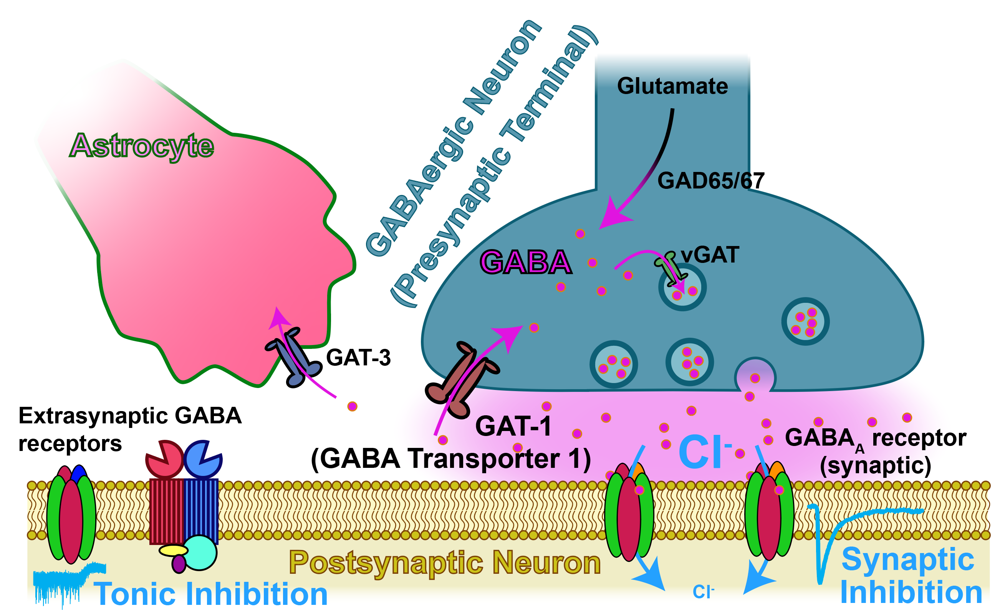 GABAergic Neuron
(Presynaptic Terminal)
Glutamate
Astrocyte
GAD65/67
GABA
vGAT
GAT-3
Extrasynaptic GABA
receptors
GAT-1
(GABA Transporter 1)
Cl-
GABAA receptor
(synaptic)
Postsynaptic Neuron
Tonic Inhibition
Cl-
Synaptic
Inhibition